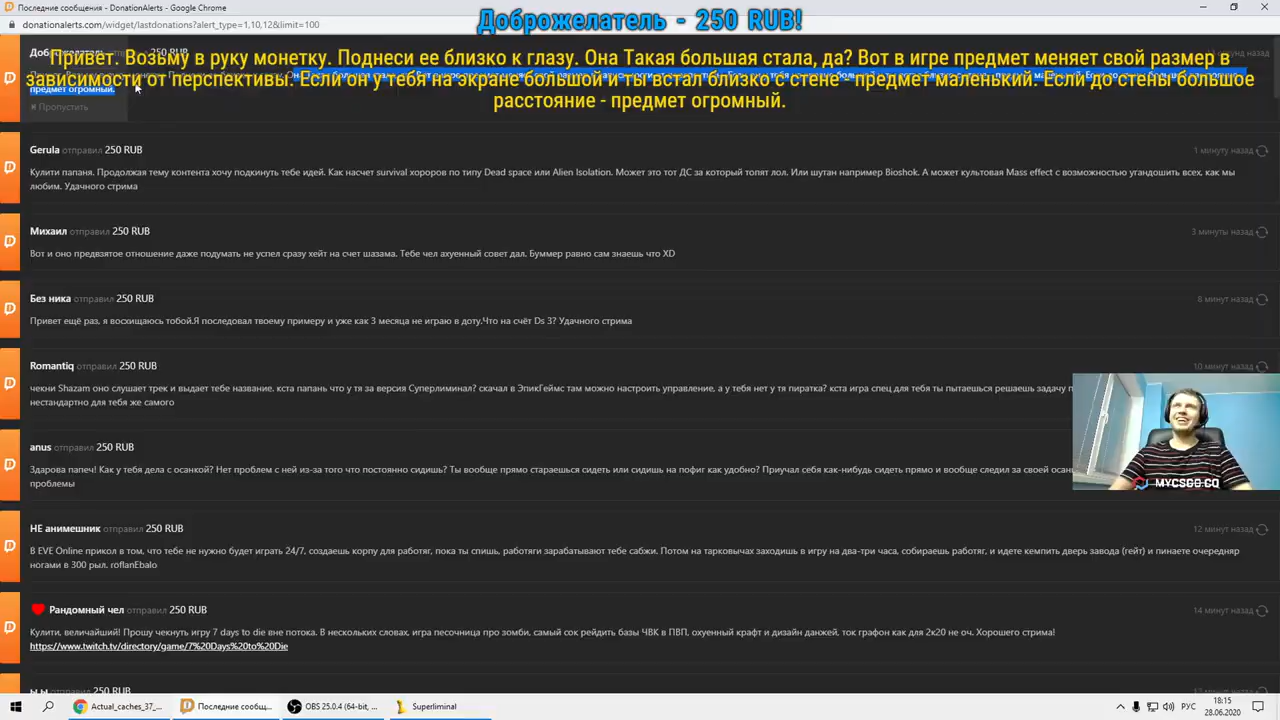 Последние сообщения - DonationAlerts - Google Chrome
donationalerts.com/widget/lastdonations?alert_type=1,10,12&limit=100
Доброжелатель - 250 RUB!
Привет. Возьму в руку монетку. Поднеси ее близко к глазу. Она Такая большая стала, да? Вот в игре предмет меняет свой размер в
зависимости от перспективы. Если он у тебя на экране большой и ты встал близко к стене - предмет маленький. Если до стены большое
расстояние - предмет огромный.
250 RUB
секунд назад
предмет огромный.
Пропустить
Gerula отправил 250 RUB
1 минуту назад
Кулити папаня. Продолжая тему контента хочу подкинуть тебе идей. Как насчет survival хороров по типу Dead space или Alien Isolation. Может это тот ДС за который топят лол. Или шутан например Bioshok. А может культовая Mass effect с возможностью угандошить всех, как мы
любим. Удачного стрима
Михаил отправил 250 RUB
3 минуты назад
Вот и оно предвзятое отношение даже подумать не успел сразу хейт на счет шазама. Тебе чел ахуенный совет дал. Буммер равно сам знаешь что XD
Без ника отправил 250 RUB
8 минут назад
Привет ещё раз, я восхищаюсь тобой.Я последовал твоему примеру и уже как 3 месяца не играю в доту.Что на счёт Ds 3? Удачного стрима
Romantiq отправил 250 RUB
10 минут назад
чекни Shazam оно слушает трек и выдает тебе название. кста папань что у тя за версия Суперлиминал? скачал в ЭпикГеймс там можно настроить управление, а у тебя нет у тя пиратка? кста игра спец для тебя ты пытаешься решаешь задачу
нестандартно для тебя же самого
anus отправил 250 RUB
Здарова папеч! Как у тебя дела с осанкой? Нет проблем с ней из-за того что постоянно сидишь? Ты вообще прямо стараешься сидеть или сидишь на пофиг как удобно? Приучал себя как-нибудь сидеть прямо и вообще следил за своей
проблемы
MYCSGO.CO
НЕ анимешник отправил 250 RUB
12 минут назад
В EVE Online прикол в том, что тебе не нужно будет играть 24/7, создаешь корпу для работяг, пока ты спишь, работяги зарабатывают тебе сабжи. Потом на тарковычах заходишь в игру на два-три часа, собираешь работяг, и идете кемпить дверь завода (гейт) и пинаете очередняр
ногами в 300 рыл. roflanEbalo
Рандомный чел отправил 250 RUB
14 минут назад
Кулити, величайший! Прошу чекнуть игру 7 days to die вне потока. В нескольких словах, игра песочница про зомби, самый сок рейдить базы ЧВК в ПВП, охуенный крафт и дизайн данжей, ток графон как для 2к20 не оч. Хорошего стрима!
https://www.twitch.tv/directory/game/7%20Days%20to%20Die
ы ы отправил 250 RUB
Actual_caches_37_...
Последние сообщ...
OBS 25.0.4 (64-bit, ...
Superliminal
РУС
18:15
28.06.2020